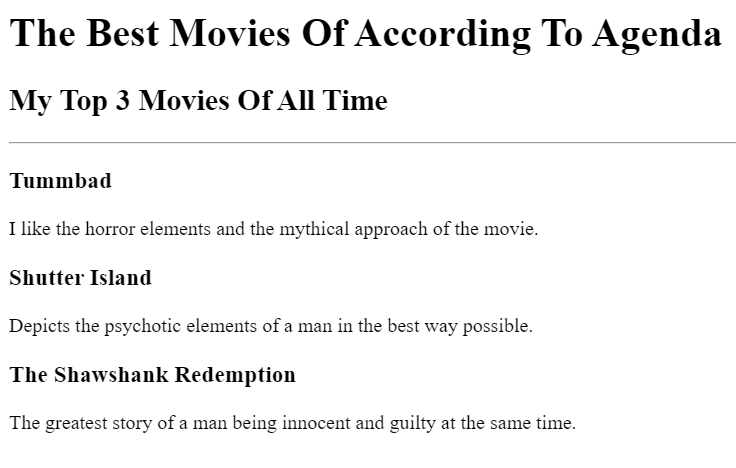 The Best Movies Of According To Agenda
My Top 3 Movies Of All Time
Tummbad
I like the horror elements and the mythical approach of the movie.
Shutter Island
Depicts the psychotic elements of a man in the best way possible.
The Shawshank Redemption
The greatest story of a man being innocent and guilty at the same time.